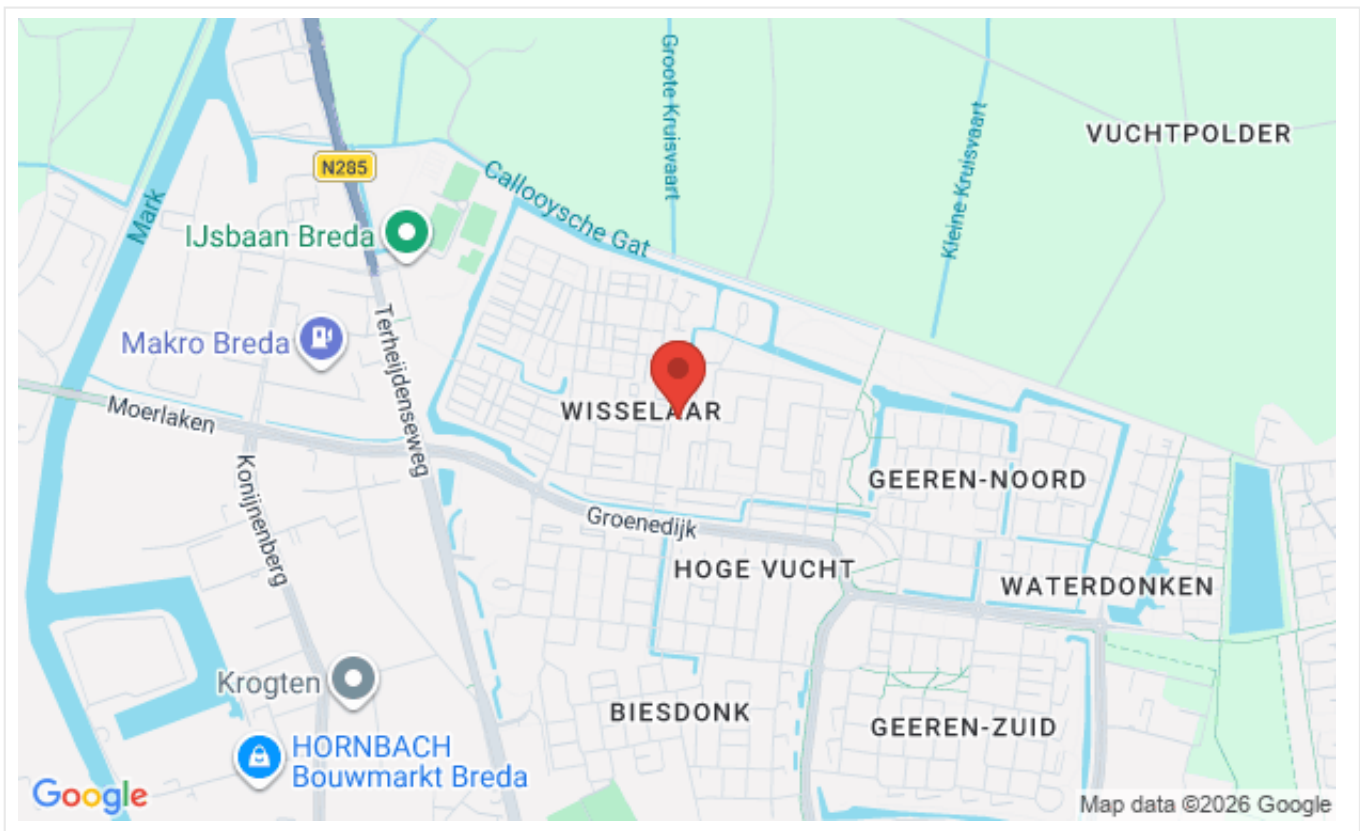 Groote Kruisvaart
VUCHTPOLDER
Kleine Kruisvaart
N285
Callooysche Gat
Mark
IJsbaan Breda
Makro Breda
Terheijdenseweg
Moerlaken
WISSELAAR
Konijnenberg
GEEREN-NOORD
Groenedijk
HOGE VUCHT
WATERDONKEN
Krogten
BIESDONK
GEEREN-ZUID
HORNBACH
Bouwmarkt Breda
Google
Map data ©2026 Google